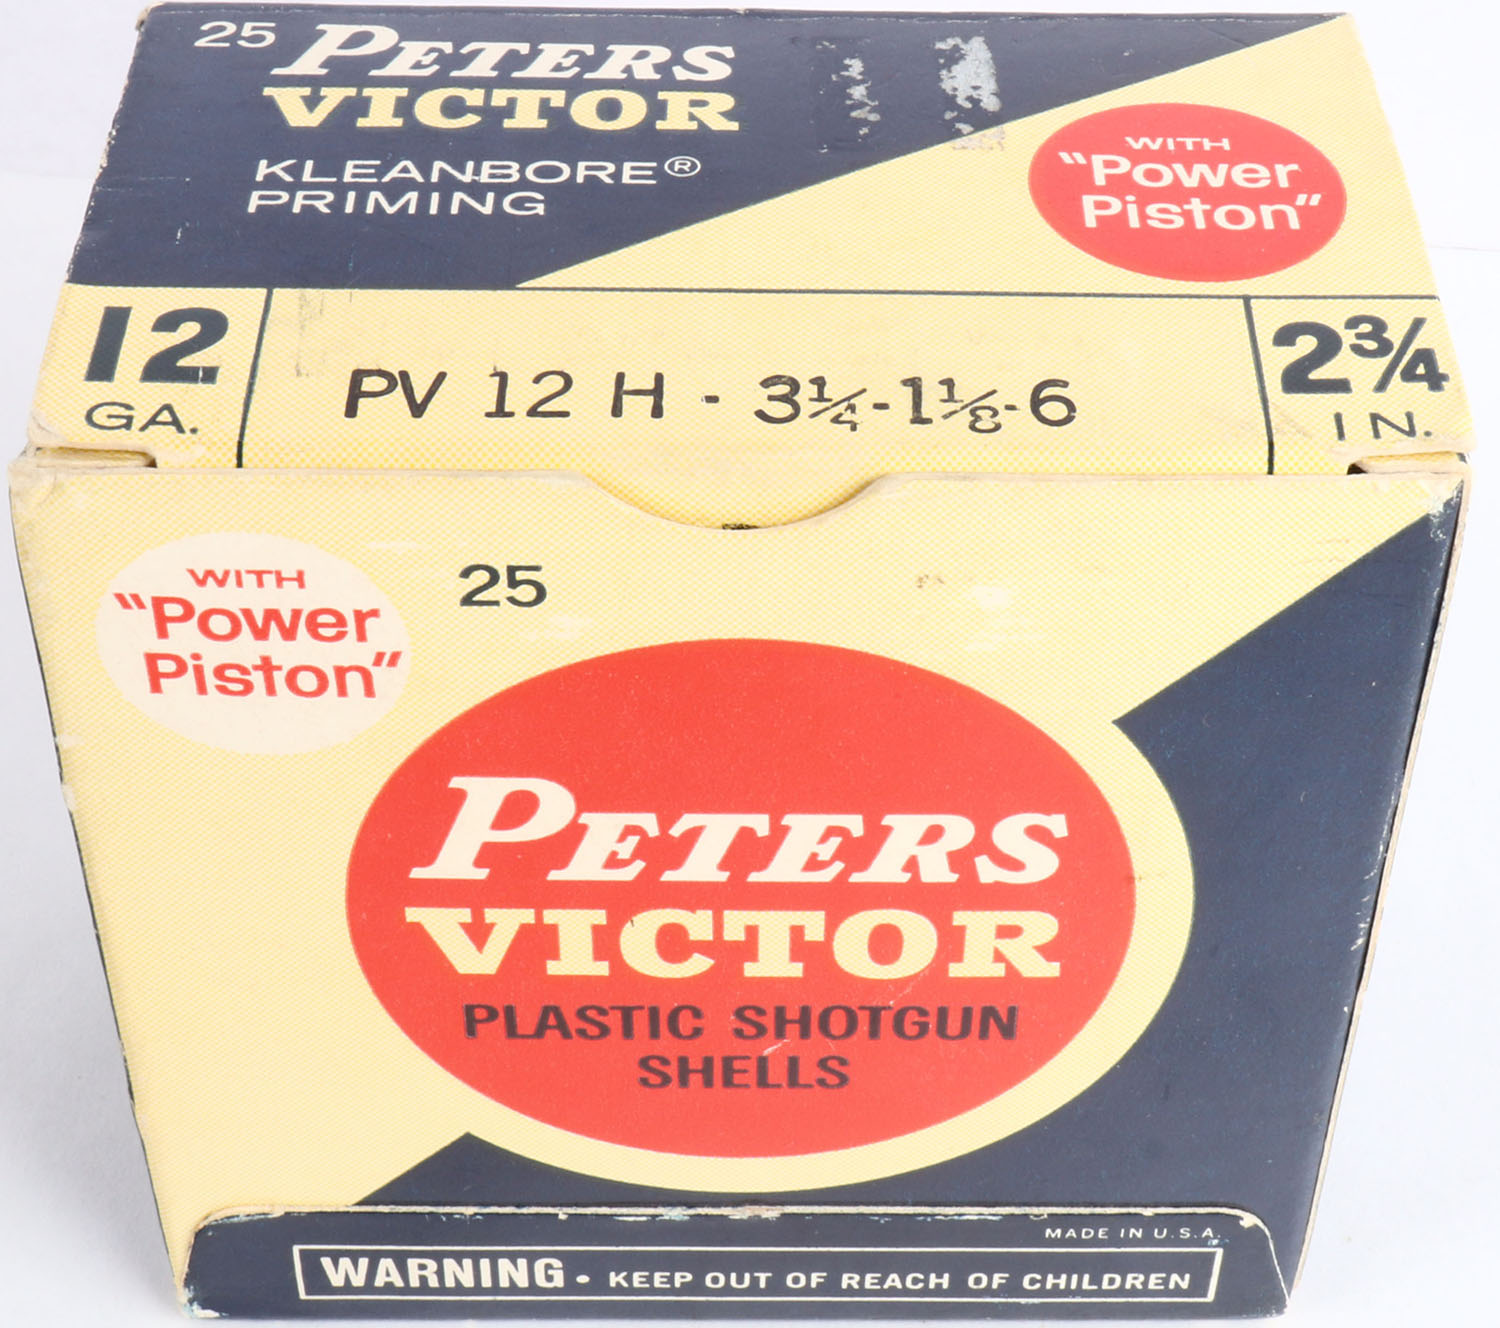 25 PETERS
VICTOR
KLEANBORE®
PRIMING
WITH
"Power
Piston"
12
GA.
PV 12 H - 3¼-1⅛-6
2¾
IN.
WITH
"Power
Piston"
25
PETERS
VICTOR
PLASTIC SHOTGUN
SHELLS
MADE IN U.S.A.
WARNING • KEEP OUT OF REACH OF CHILDREN